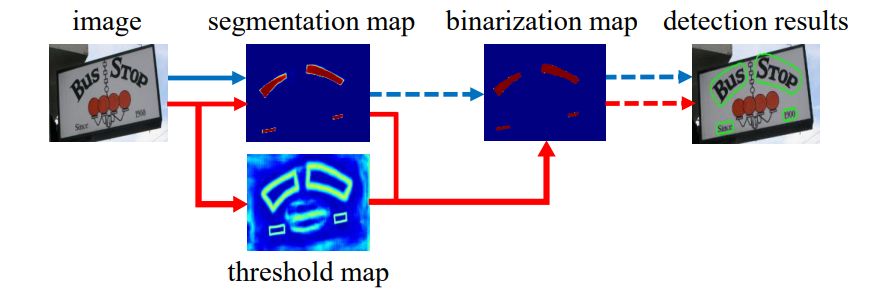 image
segmentation map
binarization map
detection results
BUS STOP
Since 1900
BUS STOP
Since 1900
threshold map